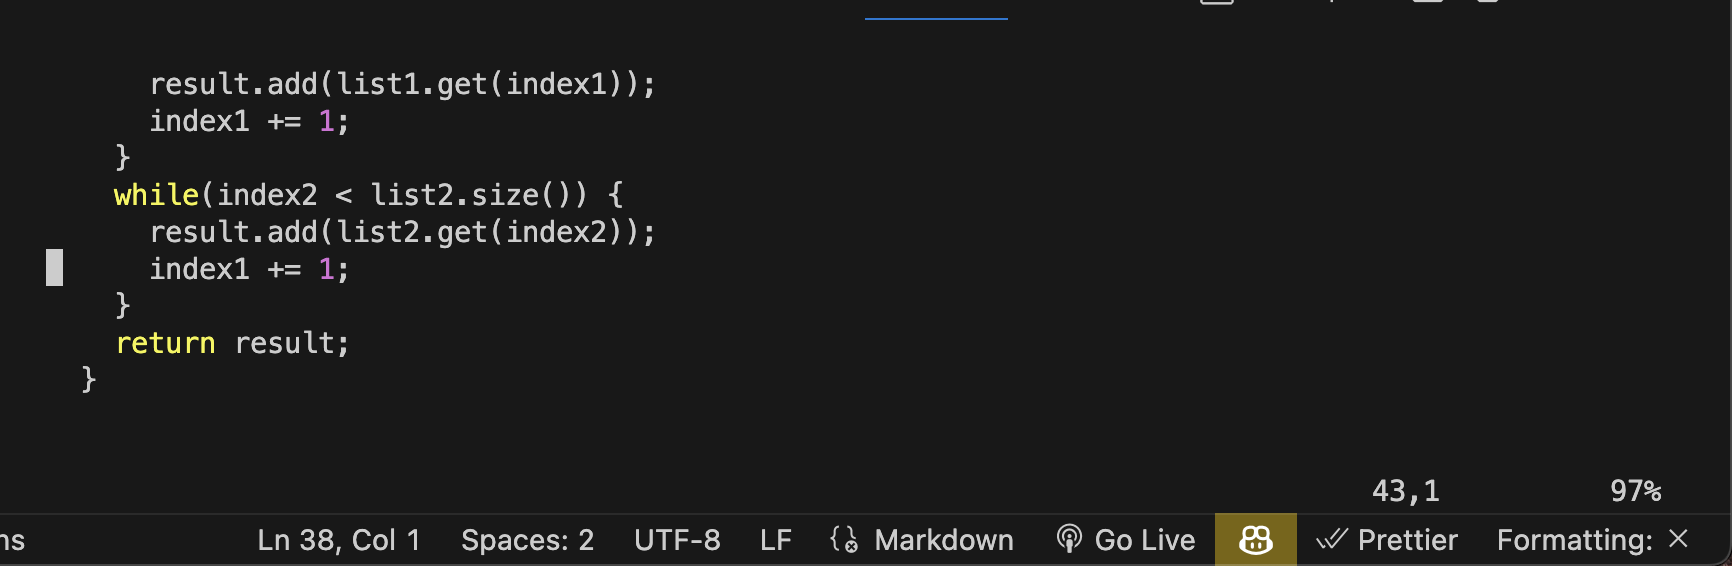 result.add(list1.get(index1));
index1 += 1;
}
while(index2 < list2.size()) {
result.add(list2.get(index2));
index1 += 1;
}
return result;
}
43,1 97%
ns Ln 38, Col 1 Spaces: 2 UTF-8 LF Markdown Go Live Prettier Formatting: ×